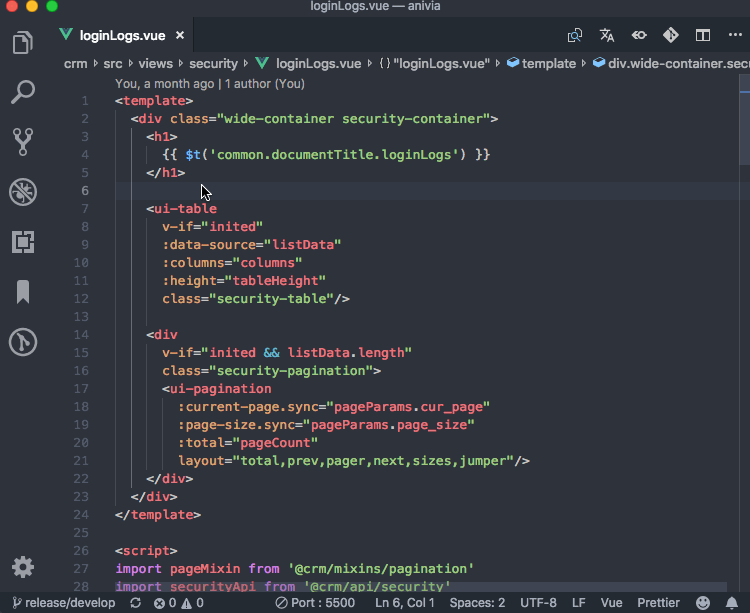 loginLogs.vue — anivia
loginLogs.vue ×
crm › src › views › security › loginLogs.vue › {} "loginLogs.vue" › template › div.wide-container.secu
You, a month ago | 1 author (You)
1 <template>
2 <div class="wide-container security-container">
3 <h1>
4 {{ $t('common.documentTitle.loginLogs') }}
5 </h1>
6
7 <ui-table
8 v-if="inited"
9 :data-source="listData"
10 :columns="columns"
11 :height="tableHeight"
12 class="security-table"/>
13
14 <div
15 v-if="inited && listData.length"
16 class="security-pagination">
17 <ui-pagination
18 :current-page.sync="pageParams.cur_page"
19 :page-size.sync="pageParams.page_size"
20 :total="pageCount"
21 layout="total,prev,pager,next,sizes,jumper"/>
22 </div>
23 </div>
24 </template>
25
26 <script>
27 import pageMixin from '@crm/mixins/pagination'
28 import securityApi from '@crm/api/security'
release/develop 0 0 Port : 5500 Ln 6, Col 1 Spaces: 2 UTF-8 LF Vue Prettier